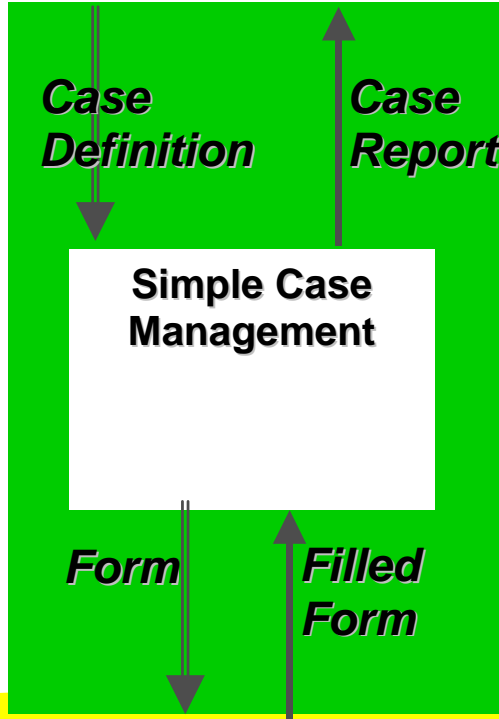 Case
Definition
Case
Report
Simple Case
Management
Form
Filled
Form